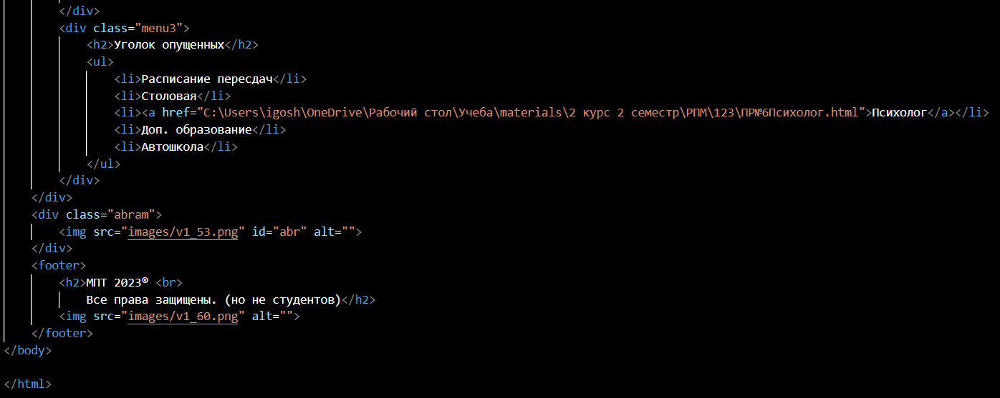 </div>
<div class="menu3">
<h2>Уголок опущенных</h2>
<ul>
<li>Расписание пересдач</li>
<li>Столовая</li>
<li><a href="C:\Users\igosh\OneDrive\Рабочий стол\Учеба\materials\2 курс 2 семестр\РПМ\123\ПР№6Психолог.html">Психолог</a></li>
<li>Доп. образование</li>
<li>Автошкола</li>
</ul>
</div>
</div>
<div class="abram">
<img src="images/v1_53.png" id="abr" alt="">
</div>
<footer>
<h2>МПТ 2023® <br>
Все права защищены. (но не студентов)</h2>
<img src="images/v1_60.png" alt="">
</footer>
</body>
</html>